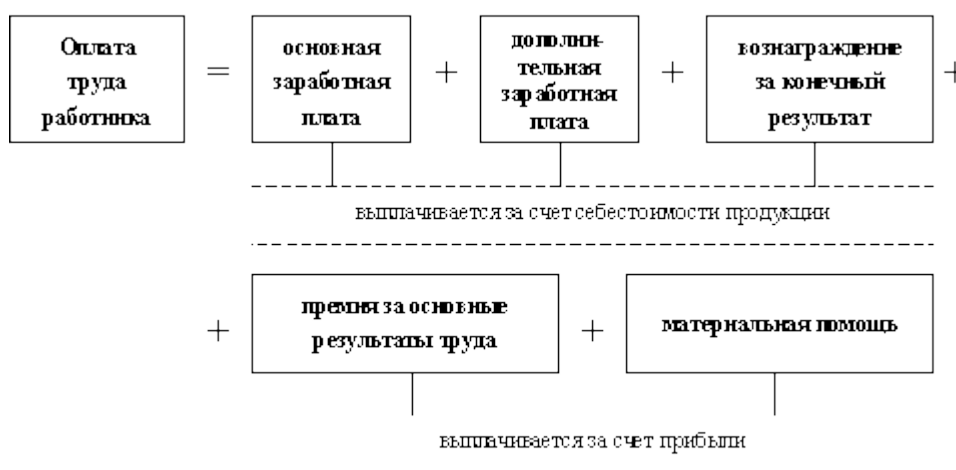 Оплата
труда
работника
=
основная
заработная
плата
+
дополни-
тельная
заработная
плата
+
вознаграждение
за конечный
результат
+
выплачивается за счет себестоимости продукции
+
премия за основные
результаты труда
+
материальная помощь
выплачивается за счет прибыли